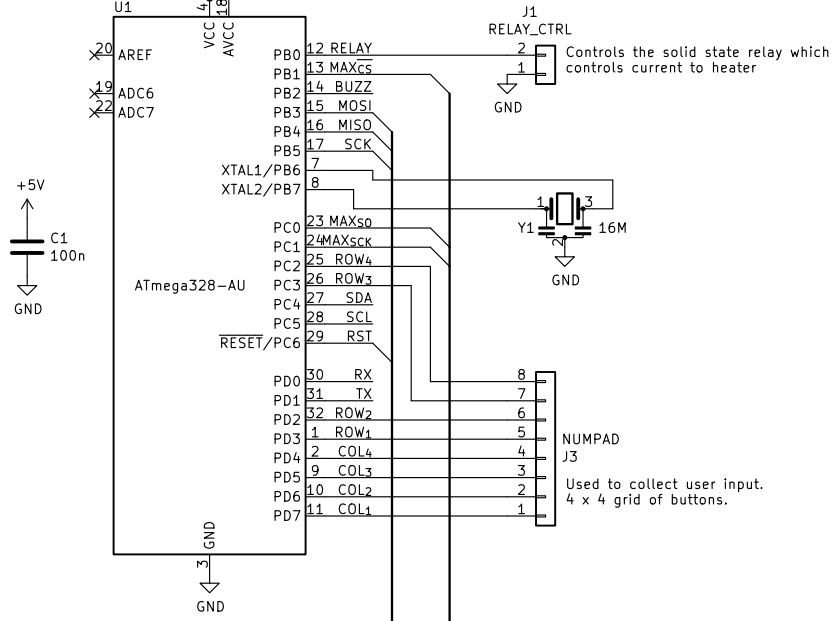 U1
J1
RELAY_CTRL
4
VCC
18
AVCC
20 AREF
19 ADC6
22 ADC7
PB0 12 RELAY
PB1 13 MAXCS
PB2 14 BUZZ
PB3 15 MOSI
PB4 16 MISO
PB5 17 SCK
XTAL1/PB6 7
XTAL2/PB7 8
PC0 23 MAXSO
PC1 24 MAXSCK
PC2 25 ROW4
PC3 26 ROW3
PC4 27 SDA
PC5 28 SCL
RESET/PC6 29 RST
PD0 30 RX
PD1 31 TX
PD2 32 ROW2
PD3 1 ROW1
PD4 2 COL4
PD5 9 COL3
PD6 10 COL2
PD7 11 COL1
ATmega328-AU
GND
3
GND
+5V
C1
100n
GND
2
1
GND
Controls the solid state relay which
controls current to heater
1 3
Y1 16M
2
GND
8
7
6
5
4
3
2
1
NUMPAD
J3
Used to collect user input.
4 x 4 grid of buttons.